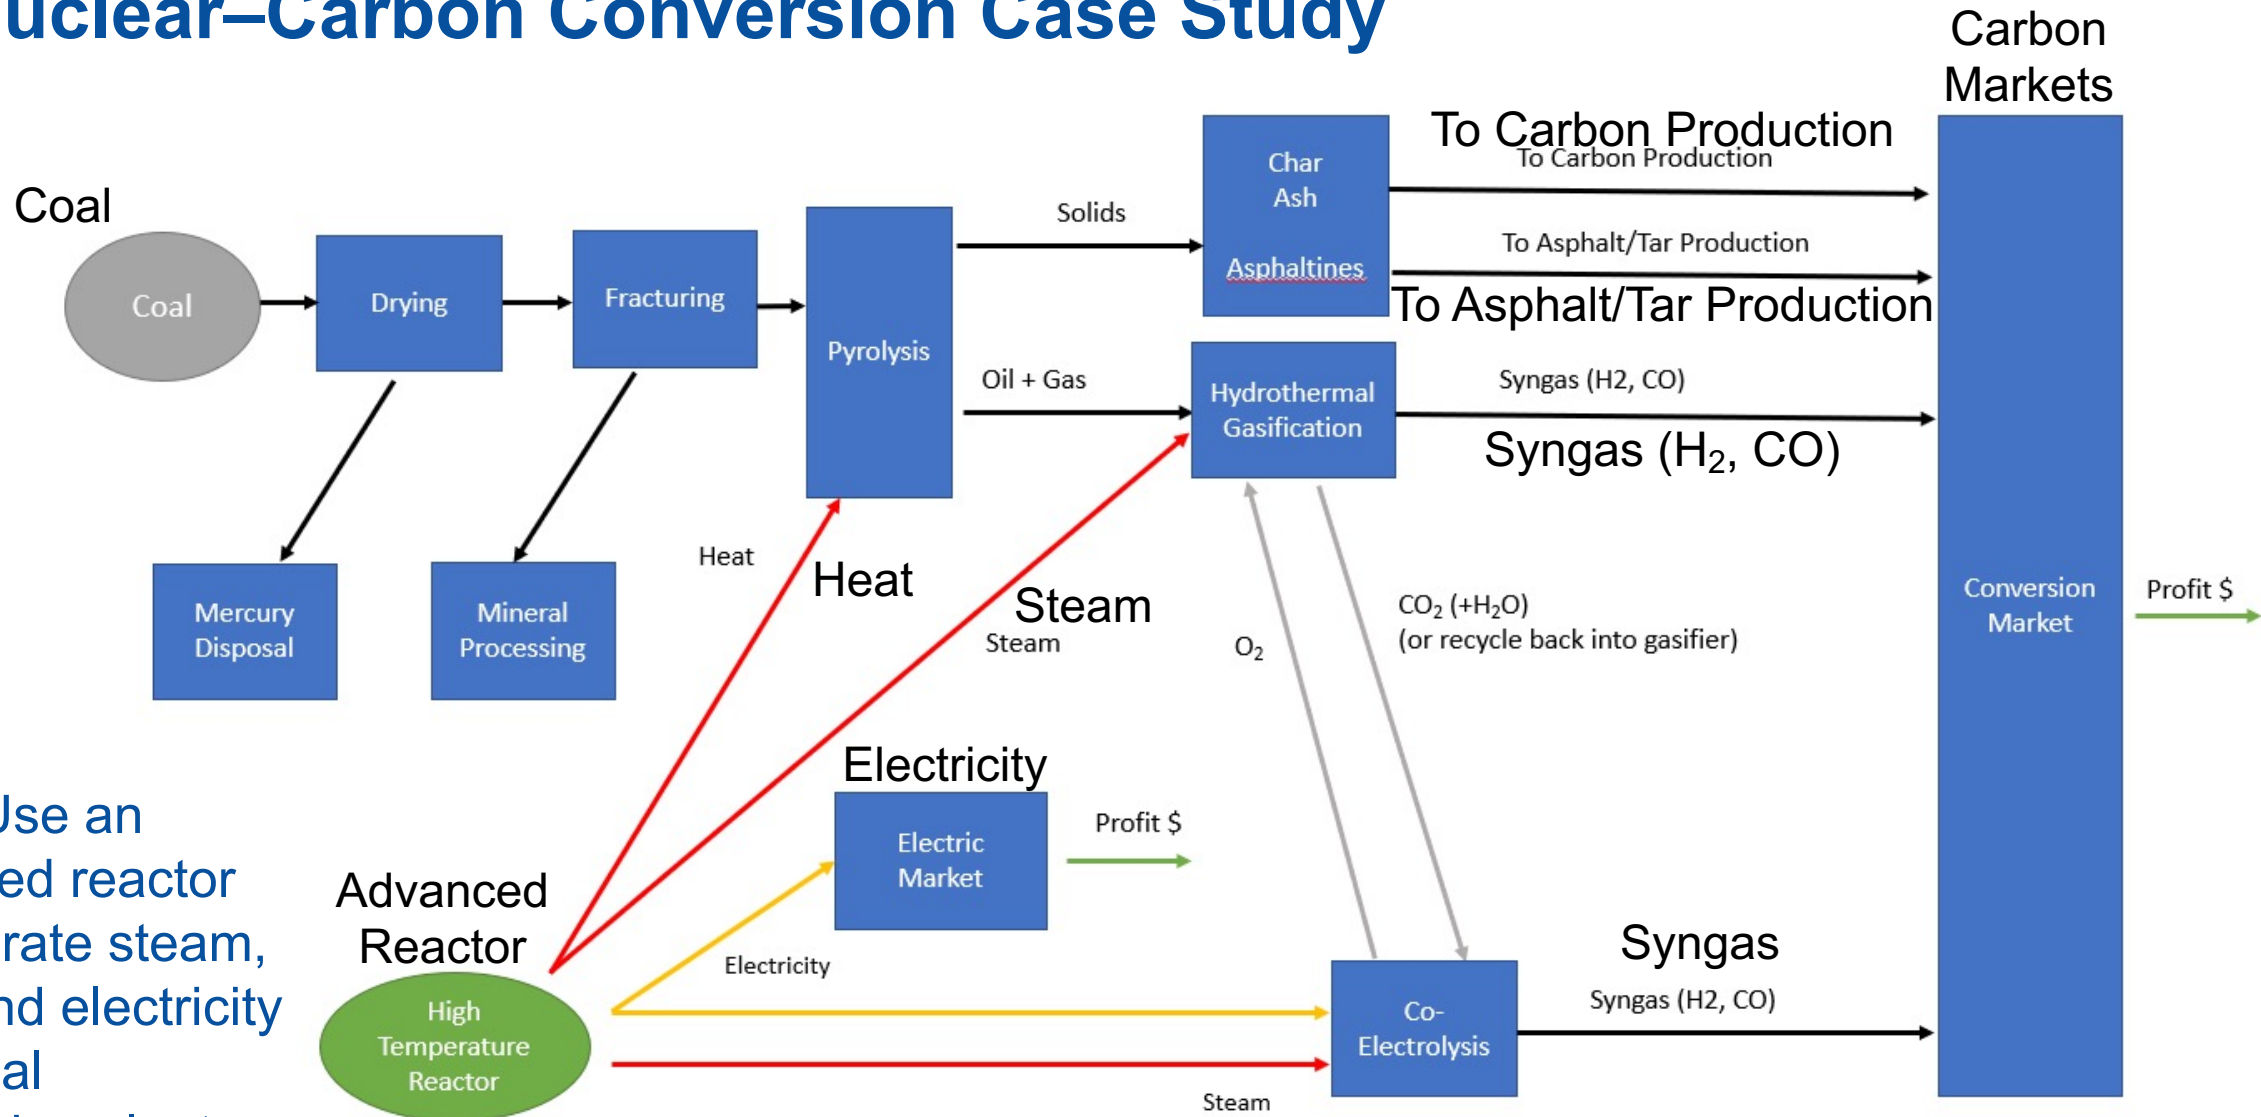 uclear–Carbon Conversion Case Study
Carbon
Markets
To Carbon Production
To Carbon Production
Char
Ash
Asphaltines
Coal
Solids
To Asphalt/Tar Production
To Asphalt/Tar Production
Coal
Drying
Fracturing
Pyrolysis
Oil + Gas
Hydrothermal
Gasification
Syngas (H2, CO)
Syngas (H₂, CO)
Heat
Heat
Steam
Steam
Mercury
Disposal
Mineral
Processing
O₂
CO₂ (+H₂O)
(or recycle back into gasifier)
Conversion
Market
Profit $
Electricity
Electric
Market
Profit $
Use an
ed reactor
rate steam,
nd electricity
al
Advanced
Reactor
Electricity
High
Temperature
Reactor
Co-
Electrolysis
Syngas
Syngas (H2, CO)
Steam